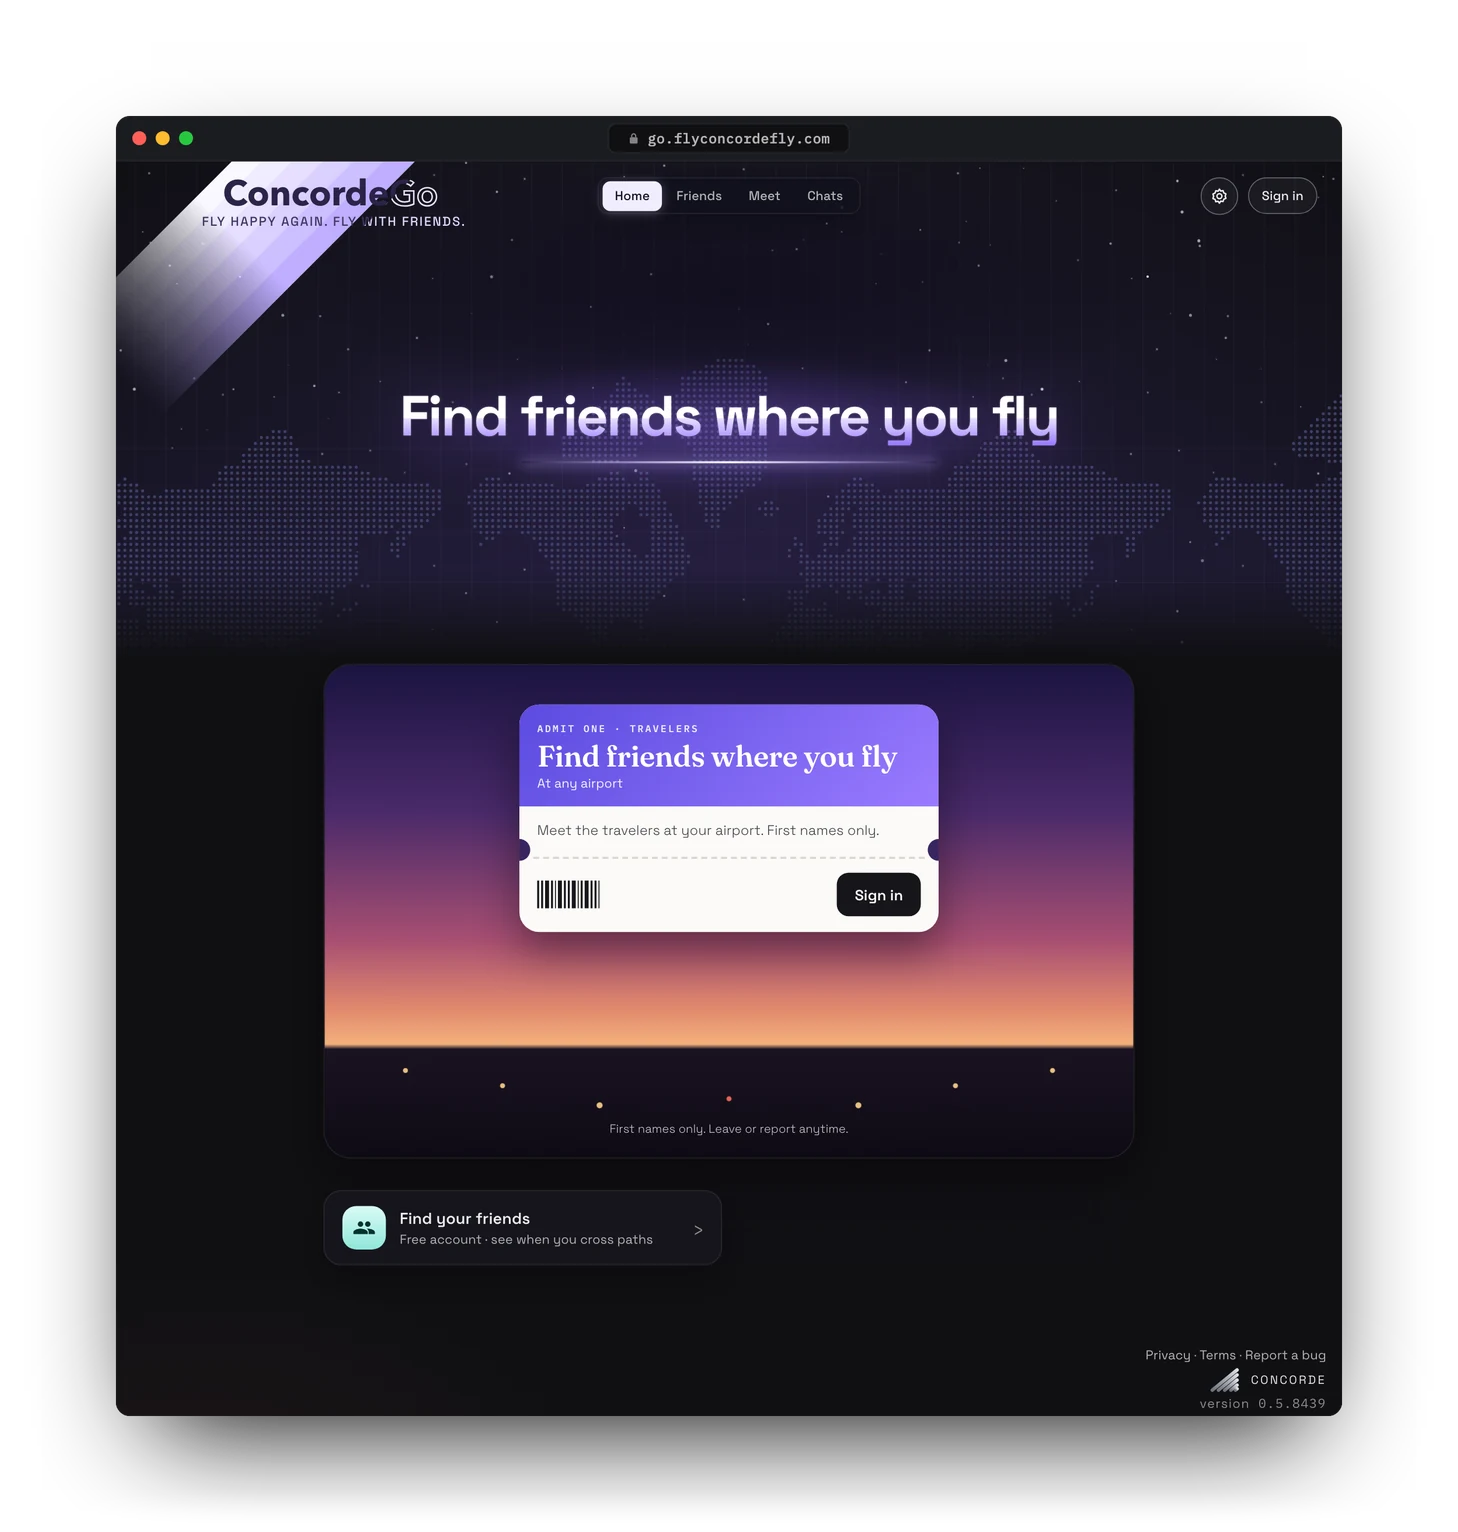 go.flyconcordefly.com
ConcordeGo
FLY HAPPY AGAIN. FLY WITH FRIENDS.
Home Friends Meet Chats
Sign in
Find friends where you fly
ADMIT ONE · TRAVELERS
Find friends where you fly
At any airport
Meet the travelers at your airport. First names only.
Sign in
First names only. Leave or report anytime.
Find your friends
Free account · see when you cross paths
>
Privacy · Terms · Report a bug
CONCORDE
version 0.5.8439